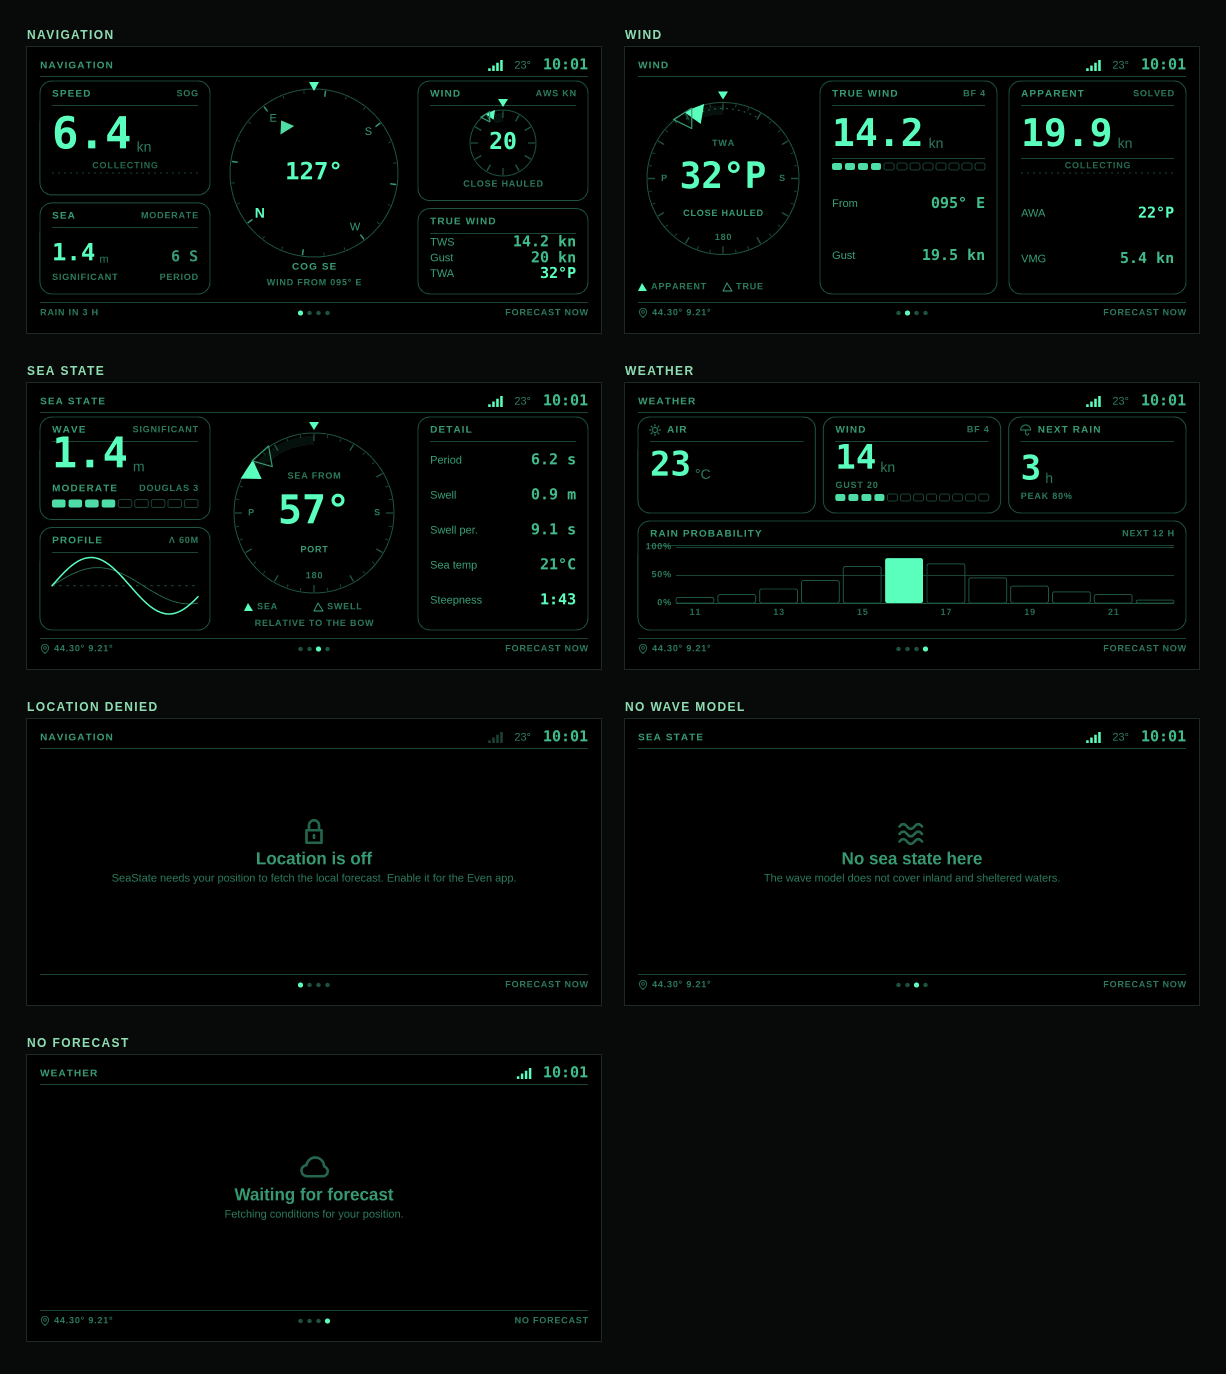 NAVIGATION
NAVIGATION 23° 10:01
SPEED SOG
6.4 kn
COLLECTING
SEA MODERATE
1.4 m 6 S
SIGNIFICANT PERIOD
E
S
127°
N
W
COG SE
WIND FROM 095° E
WIND AWS KN
20
CLOSE HAULED
TRUE WIND
TWS 14.2 kn
Gust 20 kn
TWA 32°P
RAIN IN 3 H FORECAST NOW
WIND
WIND 23° 10:01
TWA
P 32°P S
CLOSE HAULED
180
APPARENT TRUE
TRUE WIND BF 4
14.2 kn
From 095° E
Gust 19.5 kn
APPARENT SOLVED
19.9 kn
COLLECTING
AWA 22°P
VMG 5.4 kn
44.30° 9.21° FORECAST NOW
SEA STATE
SEA STATE 23° 10:01
WAVE SIGNIFICANT
1.4 m
MODERATE DOUGLAS 3
PROFILE Λ 60M
SEA FROM
P 57° S
PORT
180
SEA SWELL
RELATIVE TO THE BOW
DETAIL
Period 6.2 s
Swell 0.9 m
Swell per. 9.1 s
Sea temp 21°C
Steepness 1:43
44.30° 9.21° FORECAST NOW
WEATHER
WEATHER 23° 10:01
AIR
23 °C
WIND BF 4
14 kn
GUST 20
NEXT RAIN
3 h
PEAK 80%
RAIN PROBABILITY NEXT 12 H
100%
50%
0%
11 13 15 17 19 21
44.30° 9.21° FORECAST NOW
LOCATION DENIED
NAVIGATION 23° 10:01
Location is off
SeaState needs your position to fetch the local forecast. Enable it for the Even app.
FORECAST NOW
NO WAVE MODEL
SEA STATE 23° 10:01
No sea state here
The wave model does not cover inland and sheltered waters.
44.30° 9.21° FORECAST NOW
NO FORECAST
WEATHER 10:01
Waiting for forecast
Fetching conditions for your position.
44.30° 9.21° NO FORECAST